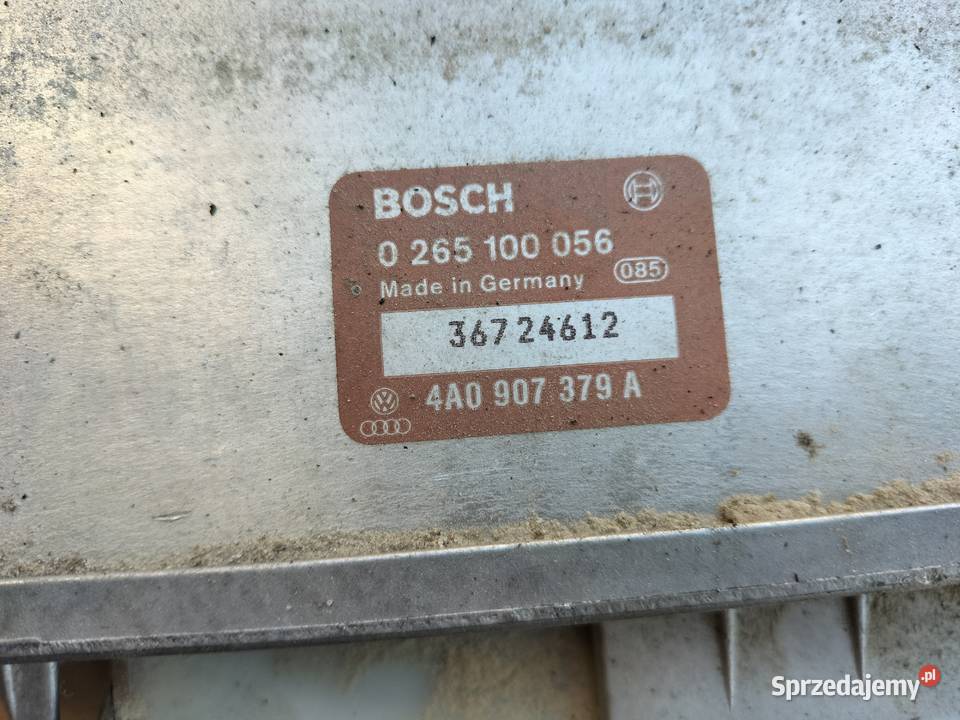 BOSCH
0 265 100 056
Made in Germany 085
36724612
4A0 907 379 A
Sprzedajemy.pl